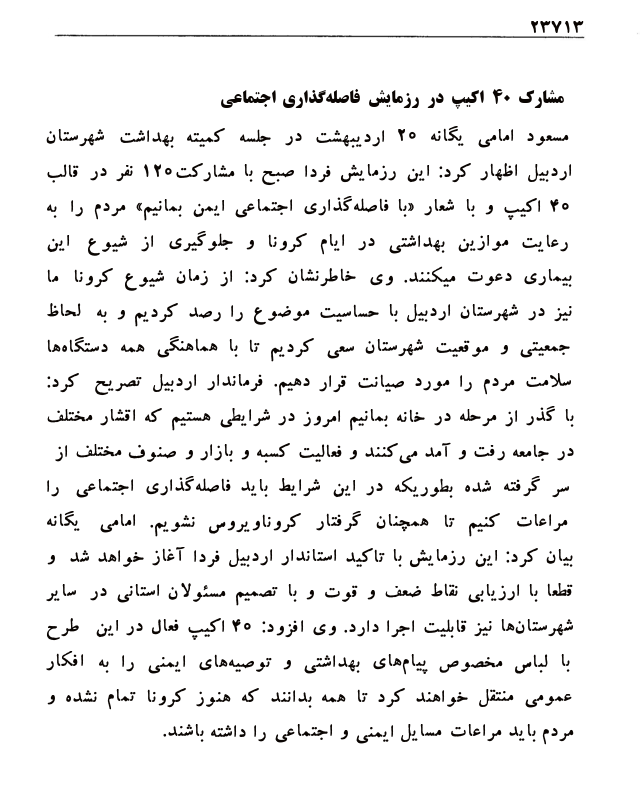 ۲۳۷۱۳
مشارک ۴۰ اکیپ در رزمایش فاصله‌گذاری اجتماعی
مسعود امامی یگانه ۲۵ اردیبهشت در جلسه کمیته بهداشت شهرستان
اردبیل اظهار کرد: این رزمایش فردا صبح با مشارکت۱۲۰ نفر در قالب
۴۰ اکیپ و با شعار «با فاصله‌گذاری اجتماعی ایمن بمانیم» مردم را به
رعایت موازین بهداشتی در ایام کرونا و جلوگیری از شیوع این
بیماری دعوت میکنند. وی خاطرنشان کرد: از زمان شیوع کرونا ما
نیز در شهرستان اردبیل با حساسیت موضوع را رصد کردیم و به لحاظ
جمعیتی و موقعیت شهرستان سعی کردیم تا با هماهنگی همه دستگاه‌ها
سلامت مردم را مورد صیانت قرار دهیم. فرماندار اردبیل تصریح کرد:
با گذر از مرحله در خانه بمانیم امروز در شرایطی هستیم که اقشار مختلف
در جامعه رفت و آمد می‌کنند و فعالیت کسبه و بازار و صنوف مختلف از
سر گرفته شده بطوریکه در این شرایط باید فاصله‌گذاری اجتماعی را
مراعات کنیم تا همچنان گرفتار کروناویروس نشویم. امامی یگانه
بیان کرد: این رزمایش با تاکید استاندار اردبیل فردا آغاز خواهد شد و
قطعا با ارزیابی نقاط ضعف و قوت و با تصمیم مسئولان استانی در سایر
شهرستان‌ها نیز قابلیت اجرا دارد. وی افزود: ۴۰ اکیپ فعال در این طرح
با لباس مخصوص پیام‌های بهداشتی و توصیه‌های ایمنی را به افکار
عمومی منتقل خواهند کرد تا همه بدانند که هنوز کرونا تمام نشده و
مردم باید مراعات مسایل ایمنی و اجتماعی را داشته باشند.